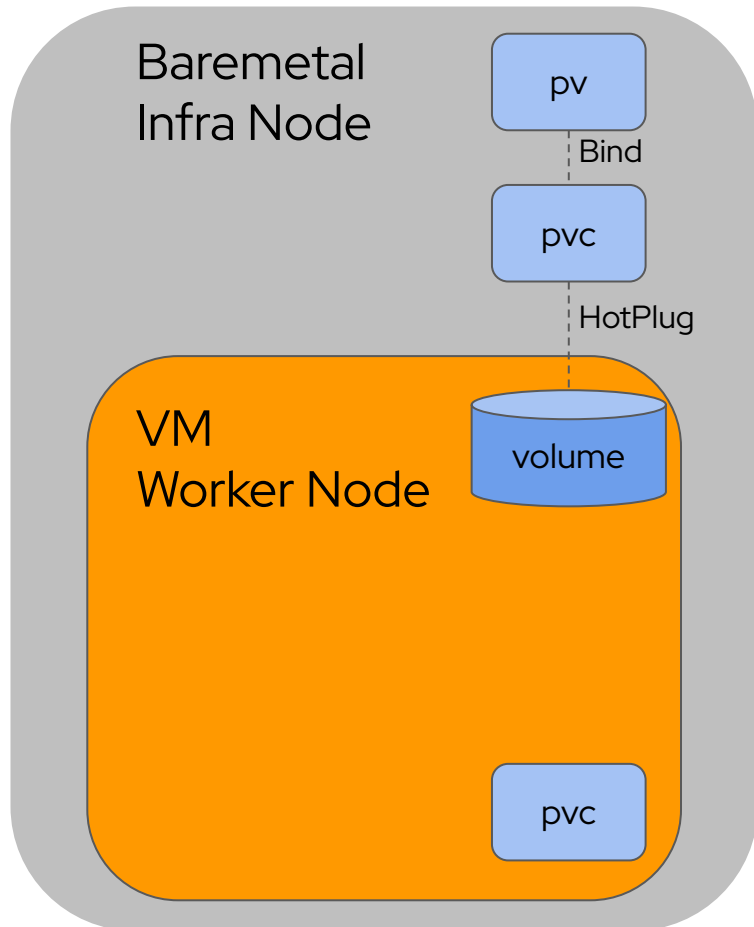 Baremetal
Infra Node
pv
Bind
pvc
HotPlug
VM
Worker Node
volume
pvc